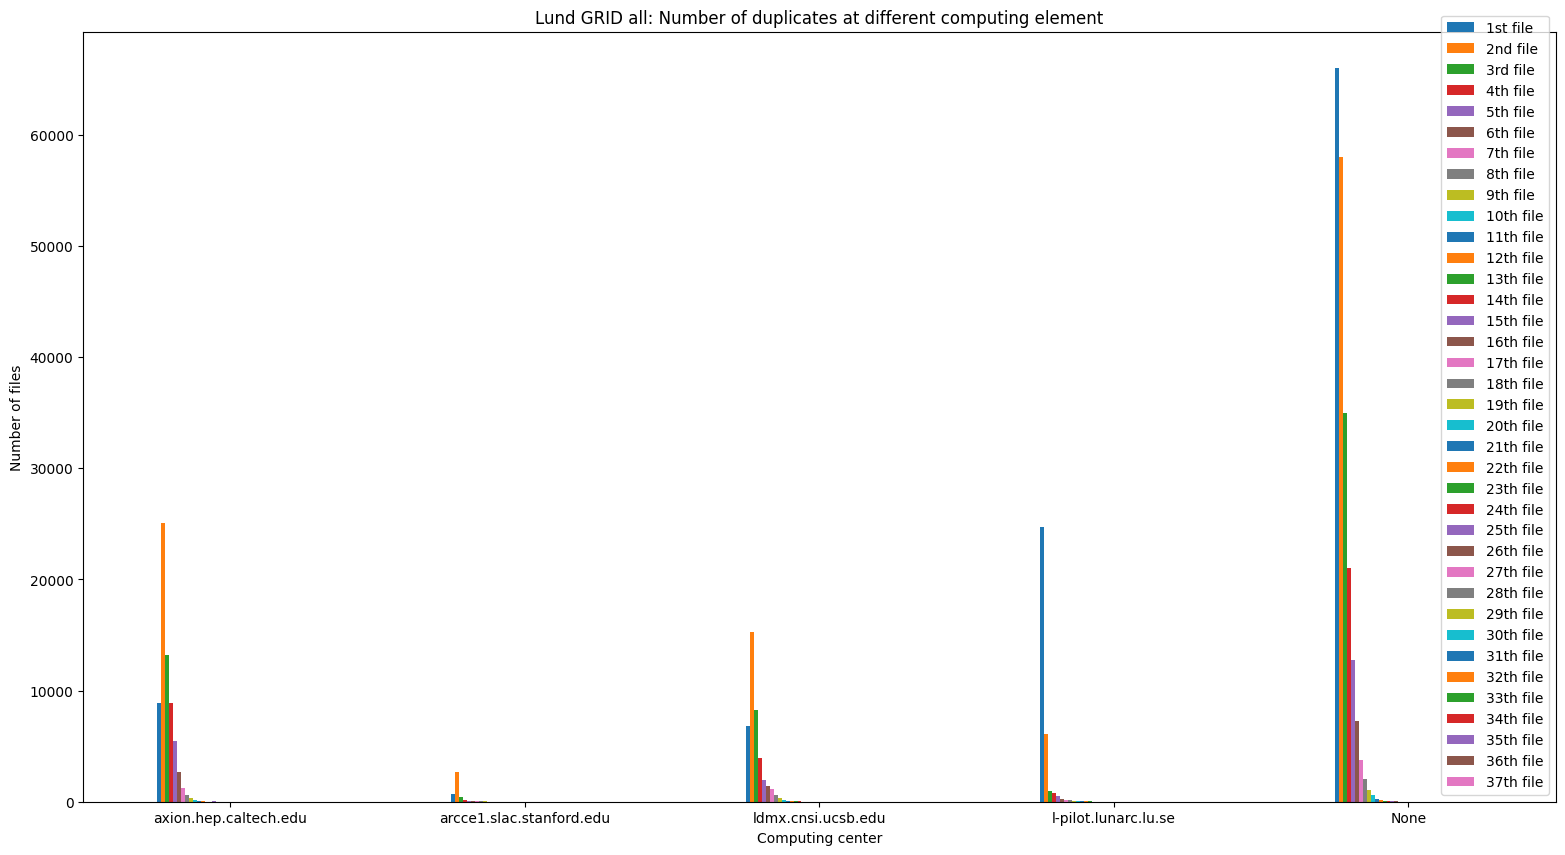 Lund GRID all: Number of duplicates at different computing element
Number of files
60000
50000
40000
30000
20000
10000
0
axion.hep.caltech.edu
arcce1.slac.stanford.edu
ldmx.cnsi.ucsb.edu
l-pilot.lunarc.lu.se
None
Computing center
1st file
2nd file
3rd file
4th file
5th file
6th file
7th file
8th file
9th file
10th file
11th file
12th file
13th file
14th file
15th file
16th file
17th file
18th file
19th file
20th file
21th file
22th file
23th file
24th file
25th file
26th file
27th file
28th file
29th file
30th file
31th file
32th file
33th file
34th file
35th file
36th file
37th file